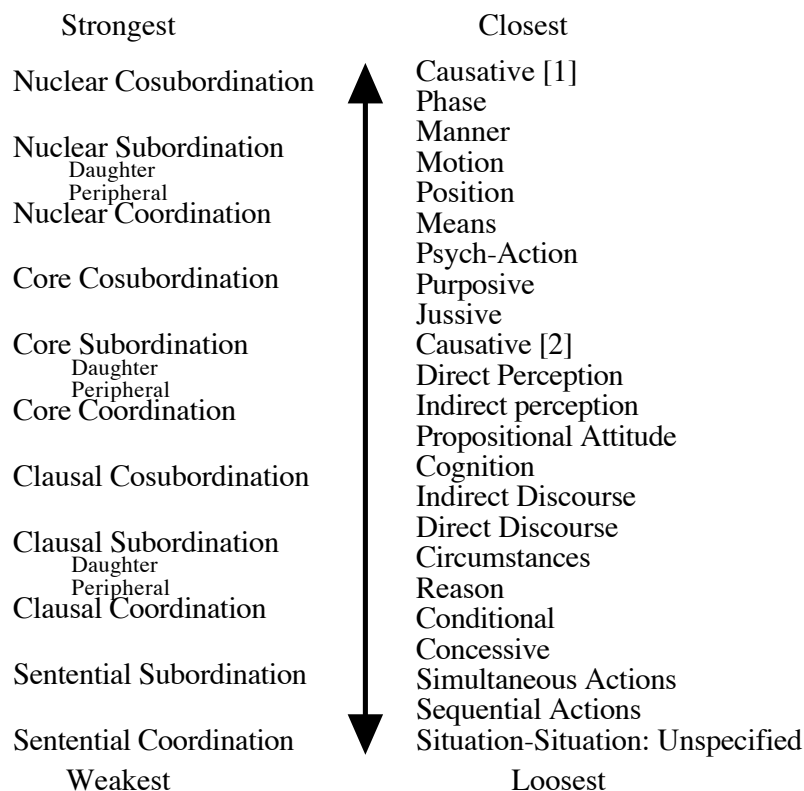 Strongest
Nuclear Cosubordination
Nuclear Subordination
Daughter
Peripheral
Nuclear Coordination
Core Cosubordination
Core Subordination
Daughter
Peripheral
Core Coordination
Clausal Cosubordination
Clausal Subordination
Daughter
Peripheral
Clausal Coordination
Sentential Subordination
Sentential Coordination
Weakest
Closest
Causative [1]
Phase
Manner
Motion
Position
Means
Psych-Action
Purposive
Jussive
Causative [2]
Direct Perception
Indirect perception
Propositional Attitude
Cognition
Indirect Discourse
Direct Discourse
Circumstances
Reason
Conditional
Concessive
Simultaneous Actions
Sequential Actions
Situation-Situation: Unspecified
Loosest